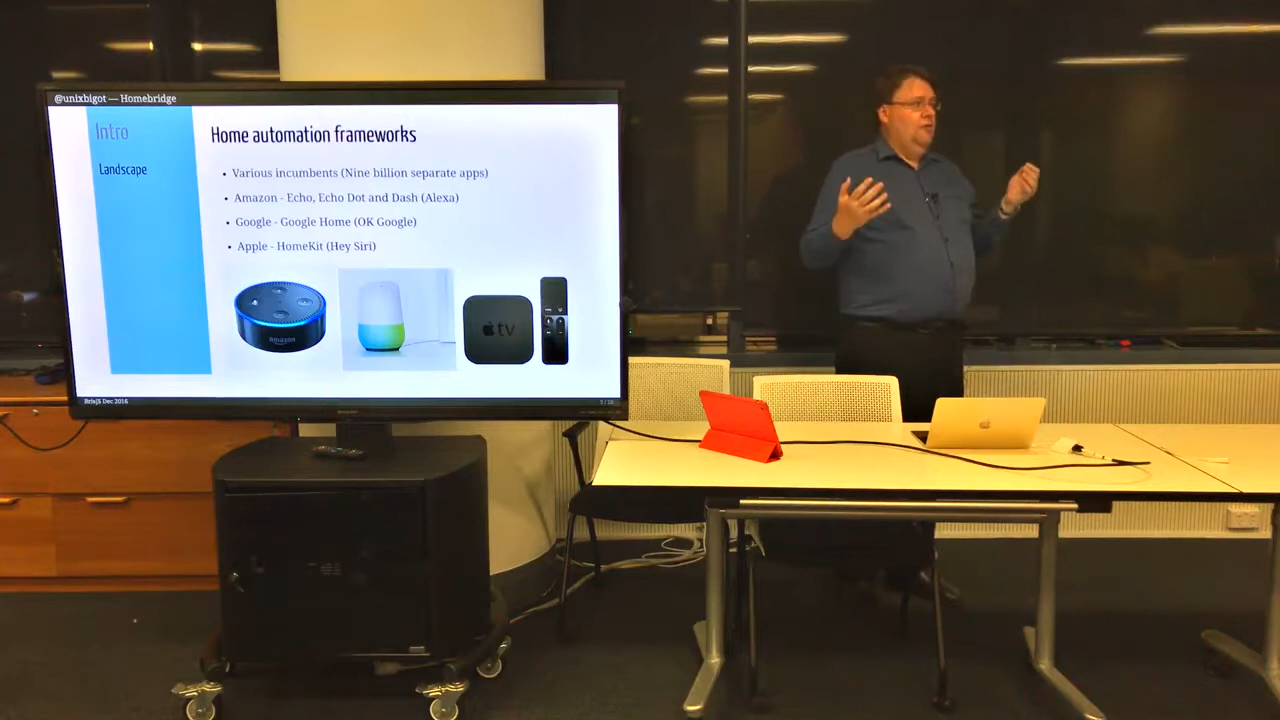 @unixbigot — Homebridge
Intro
Landscape
Home automation frameworks
• Various incumbents (Nine billion separate apps)
• Amazon - Echo, Echo Dot and Dash (Alexa)
• Google - Google Home (OK Google)
• Apple - HomeKit (Hey Siri)
amazon
tv
BrisJS Dec 2016